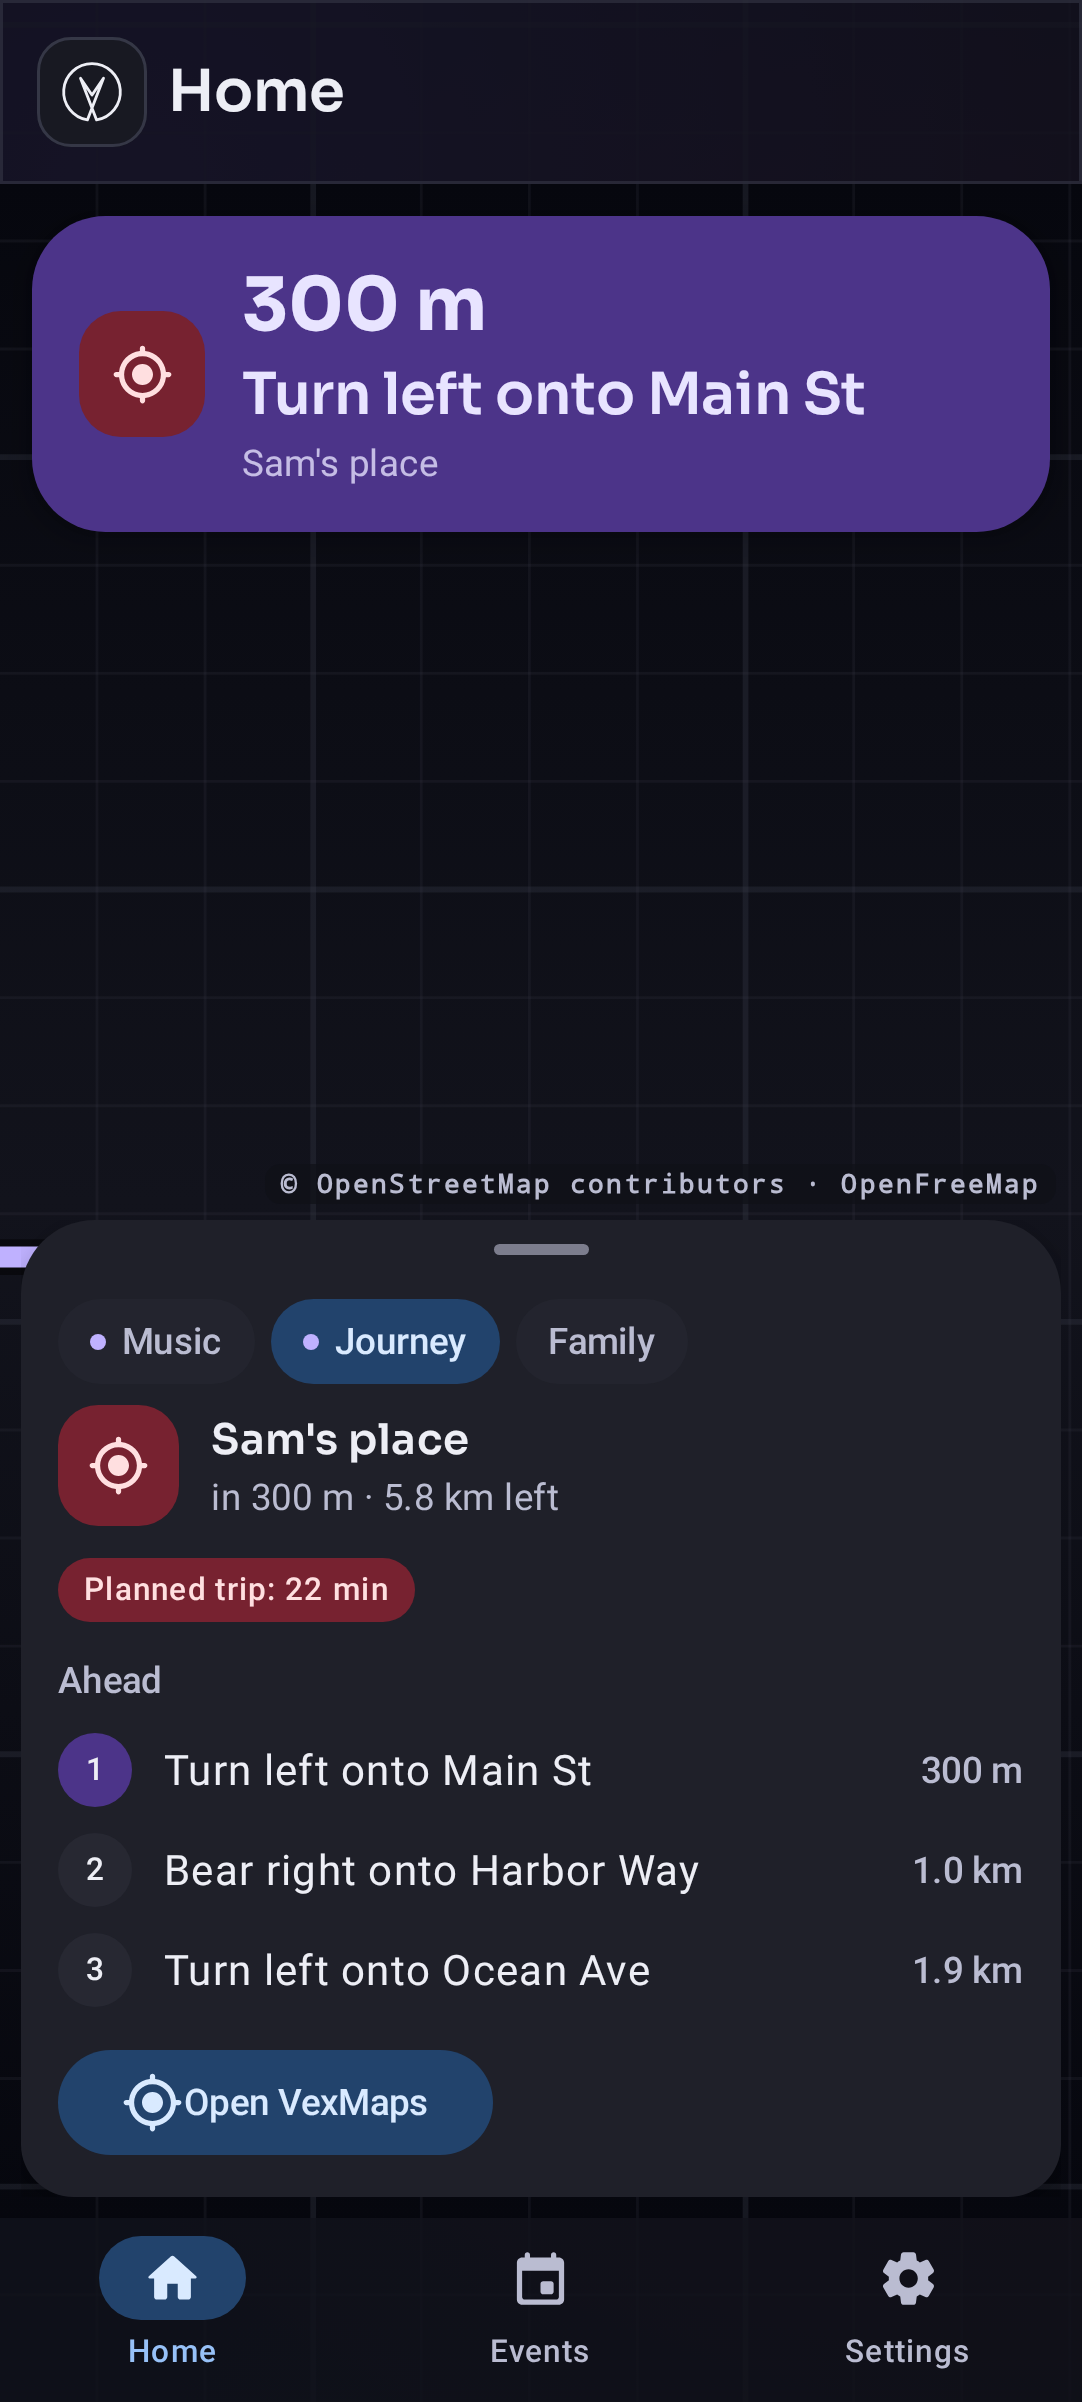 Home
300 m
Turn left onto Main St
Sam's place
© OpenStreetMap contributors · OpenFreeMap
Music
Journey
Family
Sam's place
in 300 m · 5.8 km left
Planned trip: 22 min
Ahead
1 Turn left onto Main St 300 m
2 Bear right onto Harbor Way 1.0 km
3 Turn left onto Ocean Ave 1.9 km
Open VexMaps
Home
Events
Settings